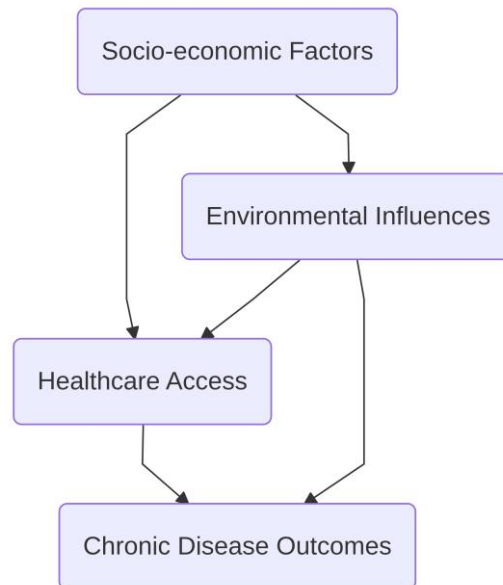 Socio-economic Factors
Environmental Influences
Healthcare Access
Chronic Disease Outcomes